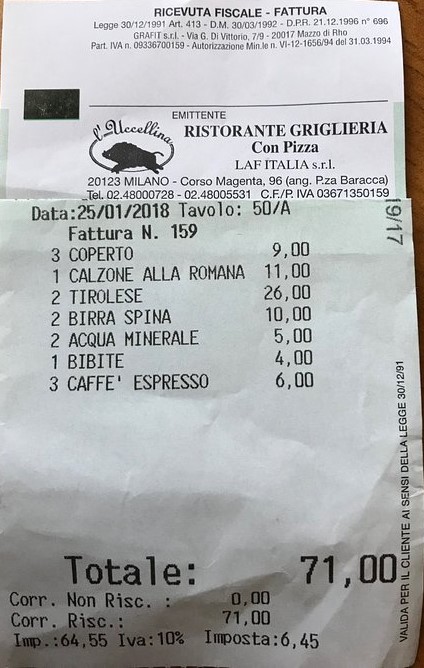 RICEVUTA FISCALE - FATTURA
Legge 30/12/1991 Art. 413 - D.M. 30/03/1992 - D.P.R. 21.12.1996 n° 696
GRAFIT s.r.l. - Via G. Di Vittorio, 7/9 - 20017 Mazzo di Rho
Part. IVA n. 09336700159 - Autorizzazione Min.le n. VI-12-1656/94 del 31.03.1994
EMITTENTE
l'Uccellina
RISTORANTE GRIGLIERIA
Con Pizza
LAF ITALIA s.r.l.
20123 MILANO - Corso Magenta, 96 (ang. P.za Baracca)
Tel. 02.48000728 - 02.48005531 C.F./P. IVA 03671350159
Data:25/01/2018 Tavolo: 50/A
Fattura N. 159
3 COPERTO 9,00
1 CALZONE ALLA ROMANA 11,00
2 TIROLESE 26,00
2 BIRRA SPINA 10,00
2 ACQUA MINERALE 5,00
1 BIBITE 4,00
3 CAFFE' ESPRESSO 6,00
Totale: 71,00
Corr. Non Risc. : 0,00
Corr. Risc.: 71,00
Imp.:64,55 Iva:10% Imposta:6,45
19/17
VALIDA PER IL CLIENTE AI SENSI DELLA LEGGE 30/12/91